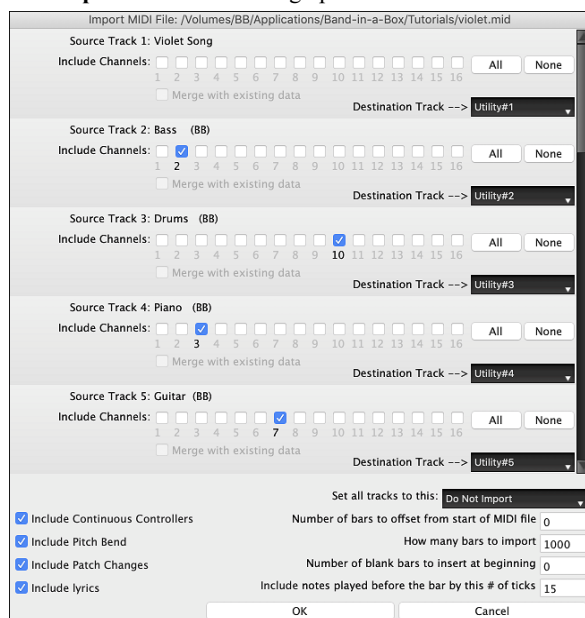 Import MIDI File: /Volumes/BB/Applications/Band-in-a-Box/Tutorials/violet.mid
Source Track 1: Violet Song
Include Channels: All None
1 2 3 4 5 6 7 8 9 10 11 12 13 14 15 16
Merge with existing data
Destination Track --> Utility#1
Source Track 2: Bass (BB)
Include Channels: All None
1 2 3 4 5 6 7 8 9 10 11 12 13 14 15 16
Merge with existing data
Destination Track --> Utility#2
Source Track 3: Drums (BB)
Include Channels: All None
1 2 3 4 5 6 7 8 9 10 11 12 13 14 15 16
Merge with existing data
Destination Track --> Utility#3
Source Track 4: Piano (BB)
Include Channels: All None
1 2 3 4 5 6 7 8 9 10 11 12 13 14 15 16
Merge with existing data
Destination Track --> Utility#4
Source Track 5: Guitar (BB)
Include Channels: All None
1 2 3 4 5 6 7 8 9 10 11 12 13 14 15 16
Merge with existing data
Destination Track --> Utility#5
Set all tracks to this: Do Not Import
Include Continuous Controllers Number of bars to offset from start of MIDI file 0
Include Pitch Bend How many bars to import 1000
Include Patch Changes Number of blank bars to insert at beginning 0
Include lyrics Include notes played before the bar by this # of ticks 15
OK Cancel